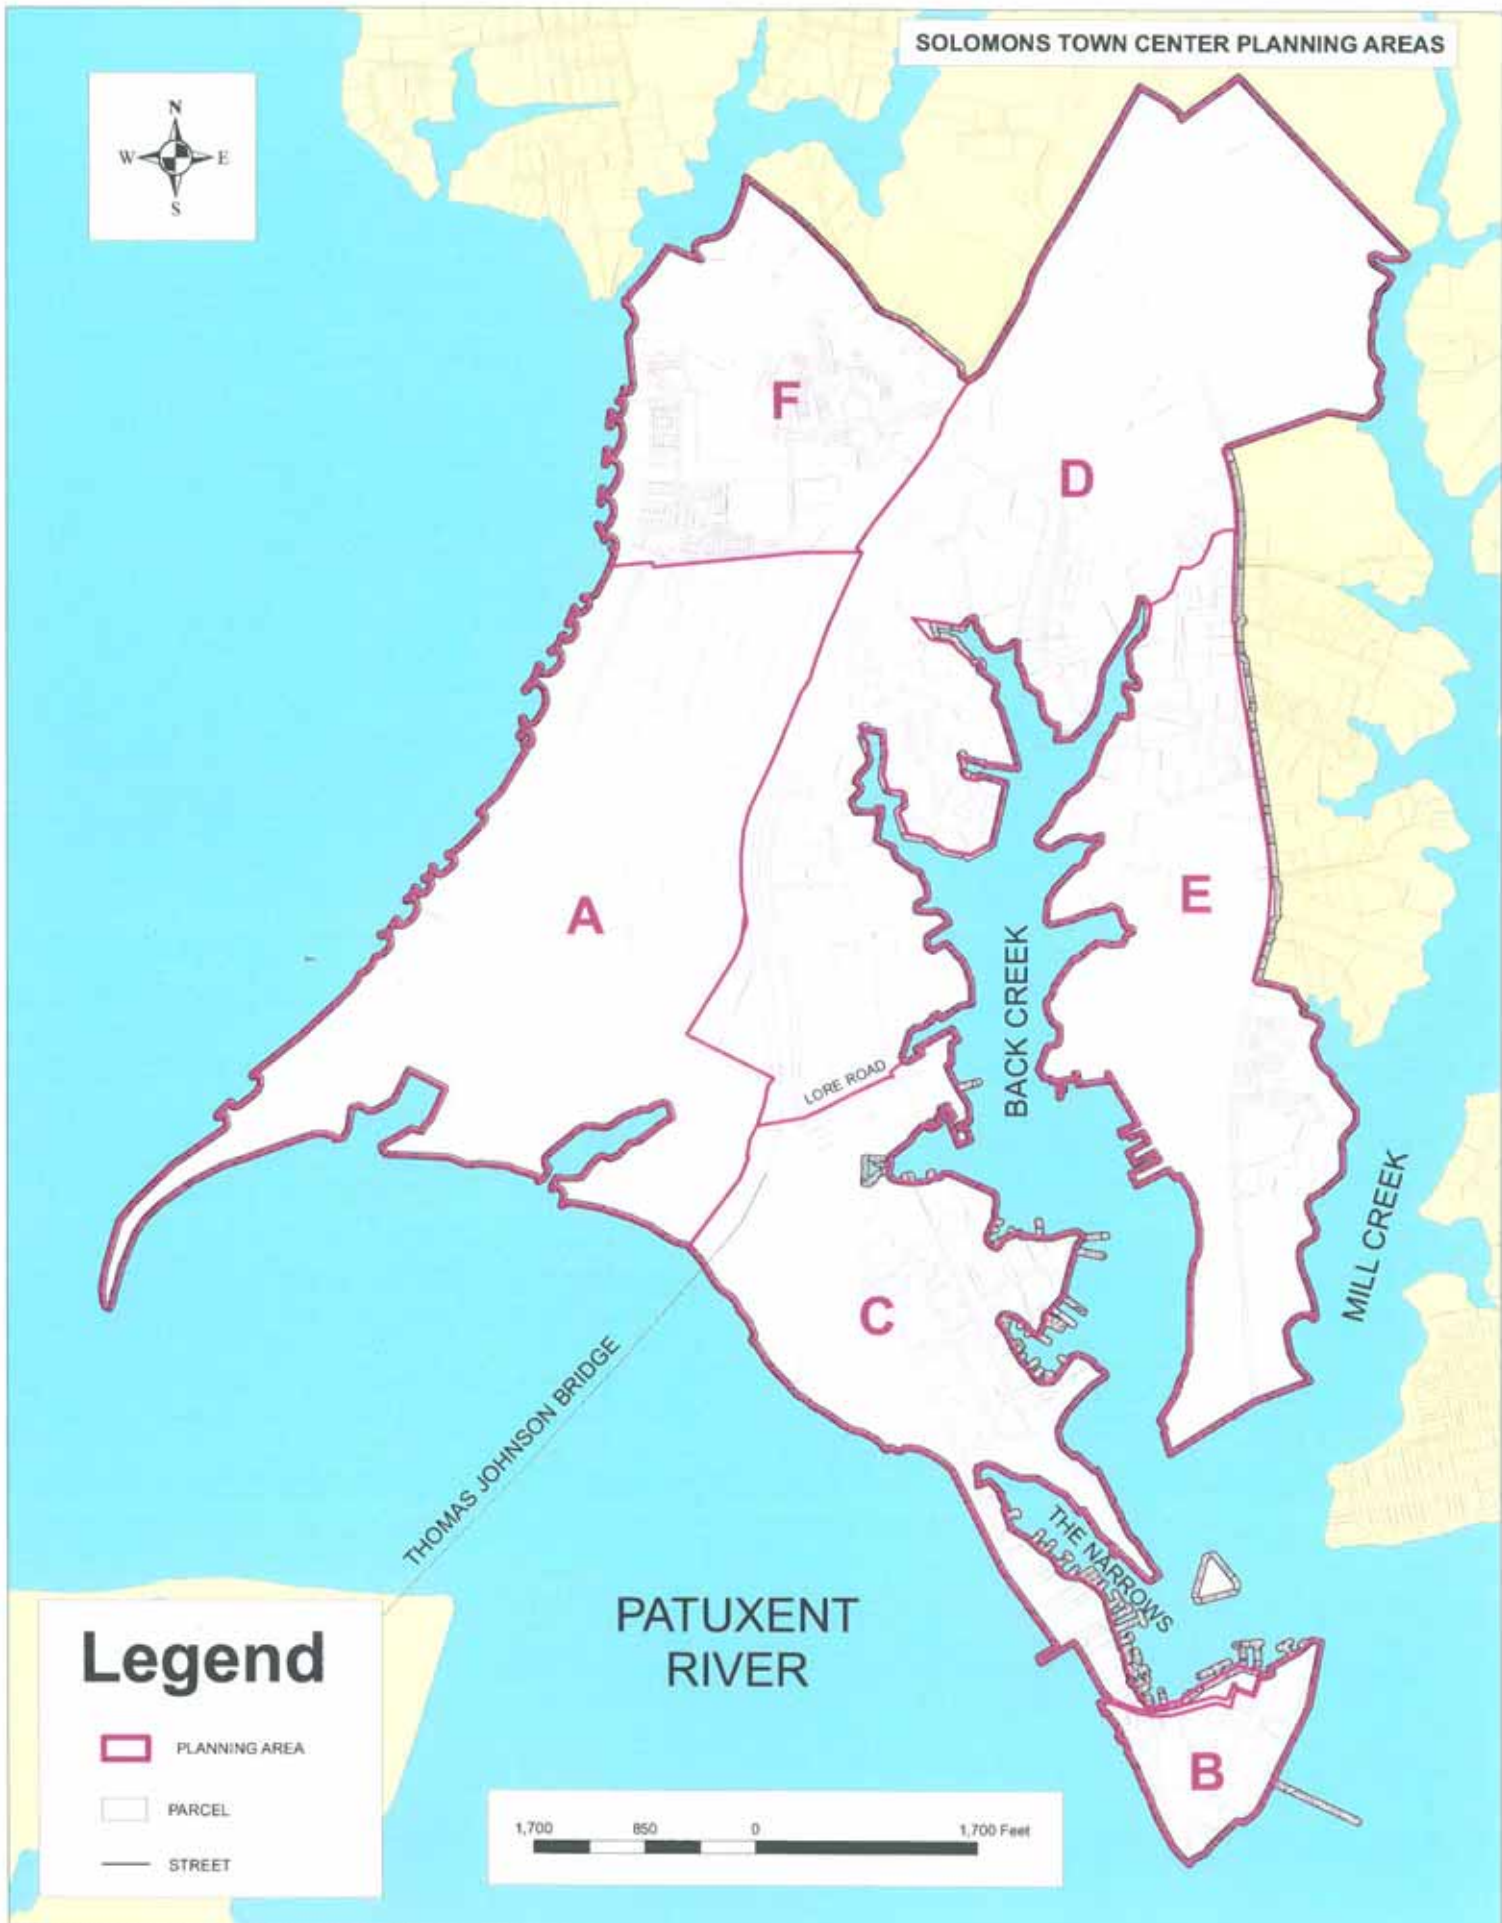 SOLOMONS TOWN CENTER PLANNING AREAS
N
W E
S
F
D
A
E
BACK CREEK
LORE ROAD
MILL CREEK
C
THOMAS JOHNSON BRIDGE
THE NARROWS
PATUXENT
RIVER
B
Legend
PLANNING AREA
PARCEL
STREET
1,700 850 0 1,700 Feet